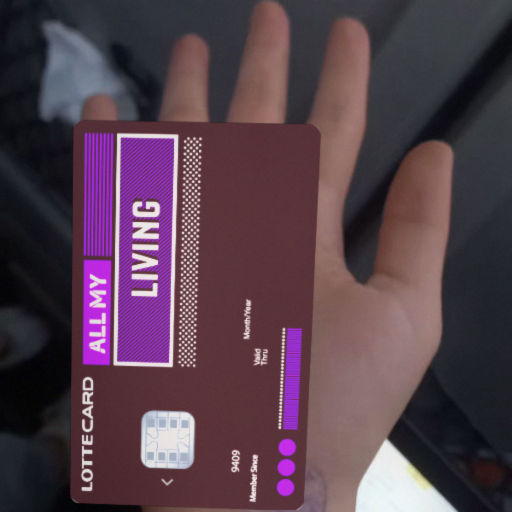 LOTTECARD
ALL MY
LIVING
9409
Member Since
Valid
Thru
Month/Year